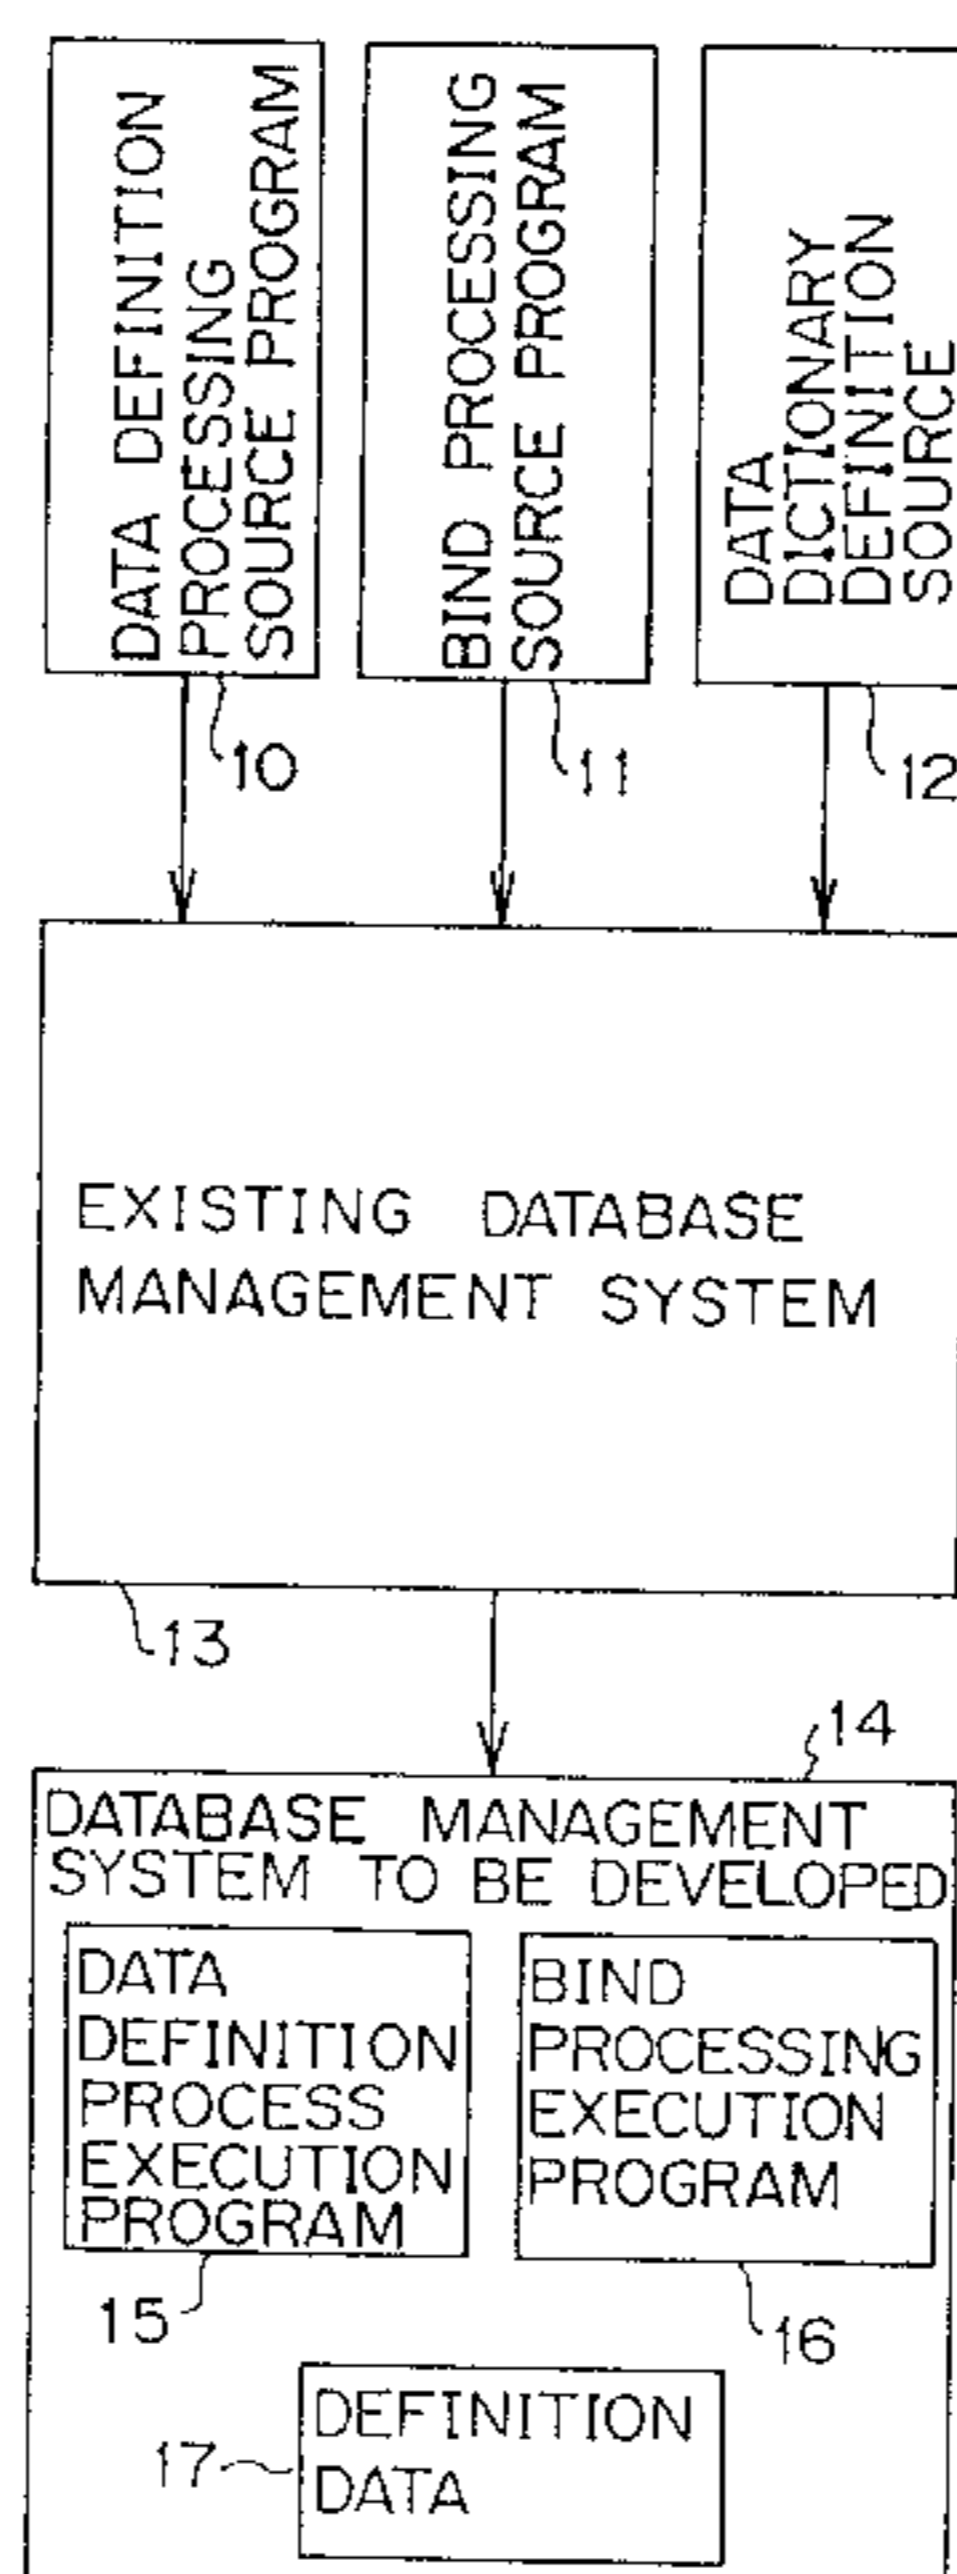 DATA DEFINITION
PROCESSING
SOURCE PROGRAM
10
BIND PROCESSING
SOURCE PROGRAM
11
DATA
DICTIONARY
DEFINITION
SOURCE
12
EXISTING DATABASE
MANAGEMENT SYSTEM
13
14
DATABASE MANAGEMENT
SYSTEM TO BE DEVELOPED
DATA
DEFINITION
PROCESS
EXECUTION
PROGRAM
15
BIND
PROCESSING
EXECUTION
PROGRAM
16
17
DEFINITION
DATA